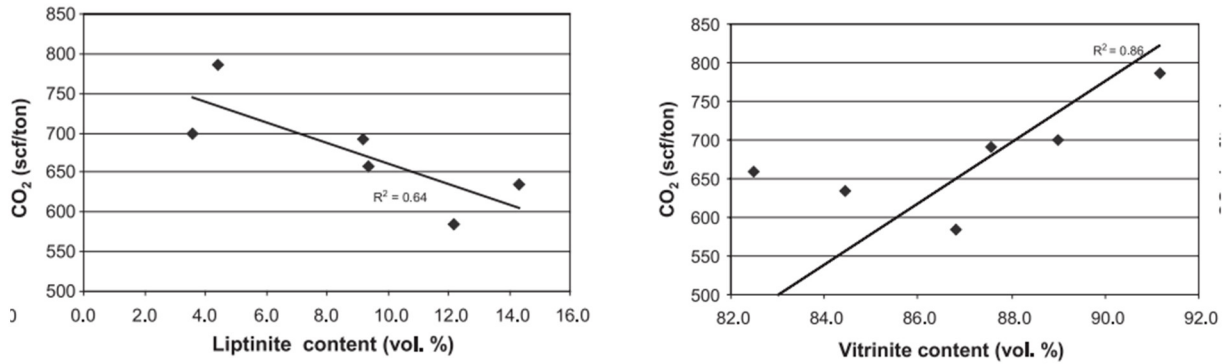 850
800
750
700
650
600
550
500
CO2 (scf/ton)
R2 = 0.64
0.0 2.0 4.0 6.0 8.0 10.0 12.0 14.0 16.0
Liptinite content (vol. %)
850
800
750
700
650
600
550
500
CO2 (scf/ton)
R2 = 0.86
82.0 84.0 86.0 88.0 90.0 92.0
Vitrinite content (vol. %)